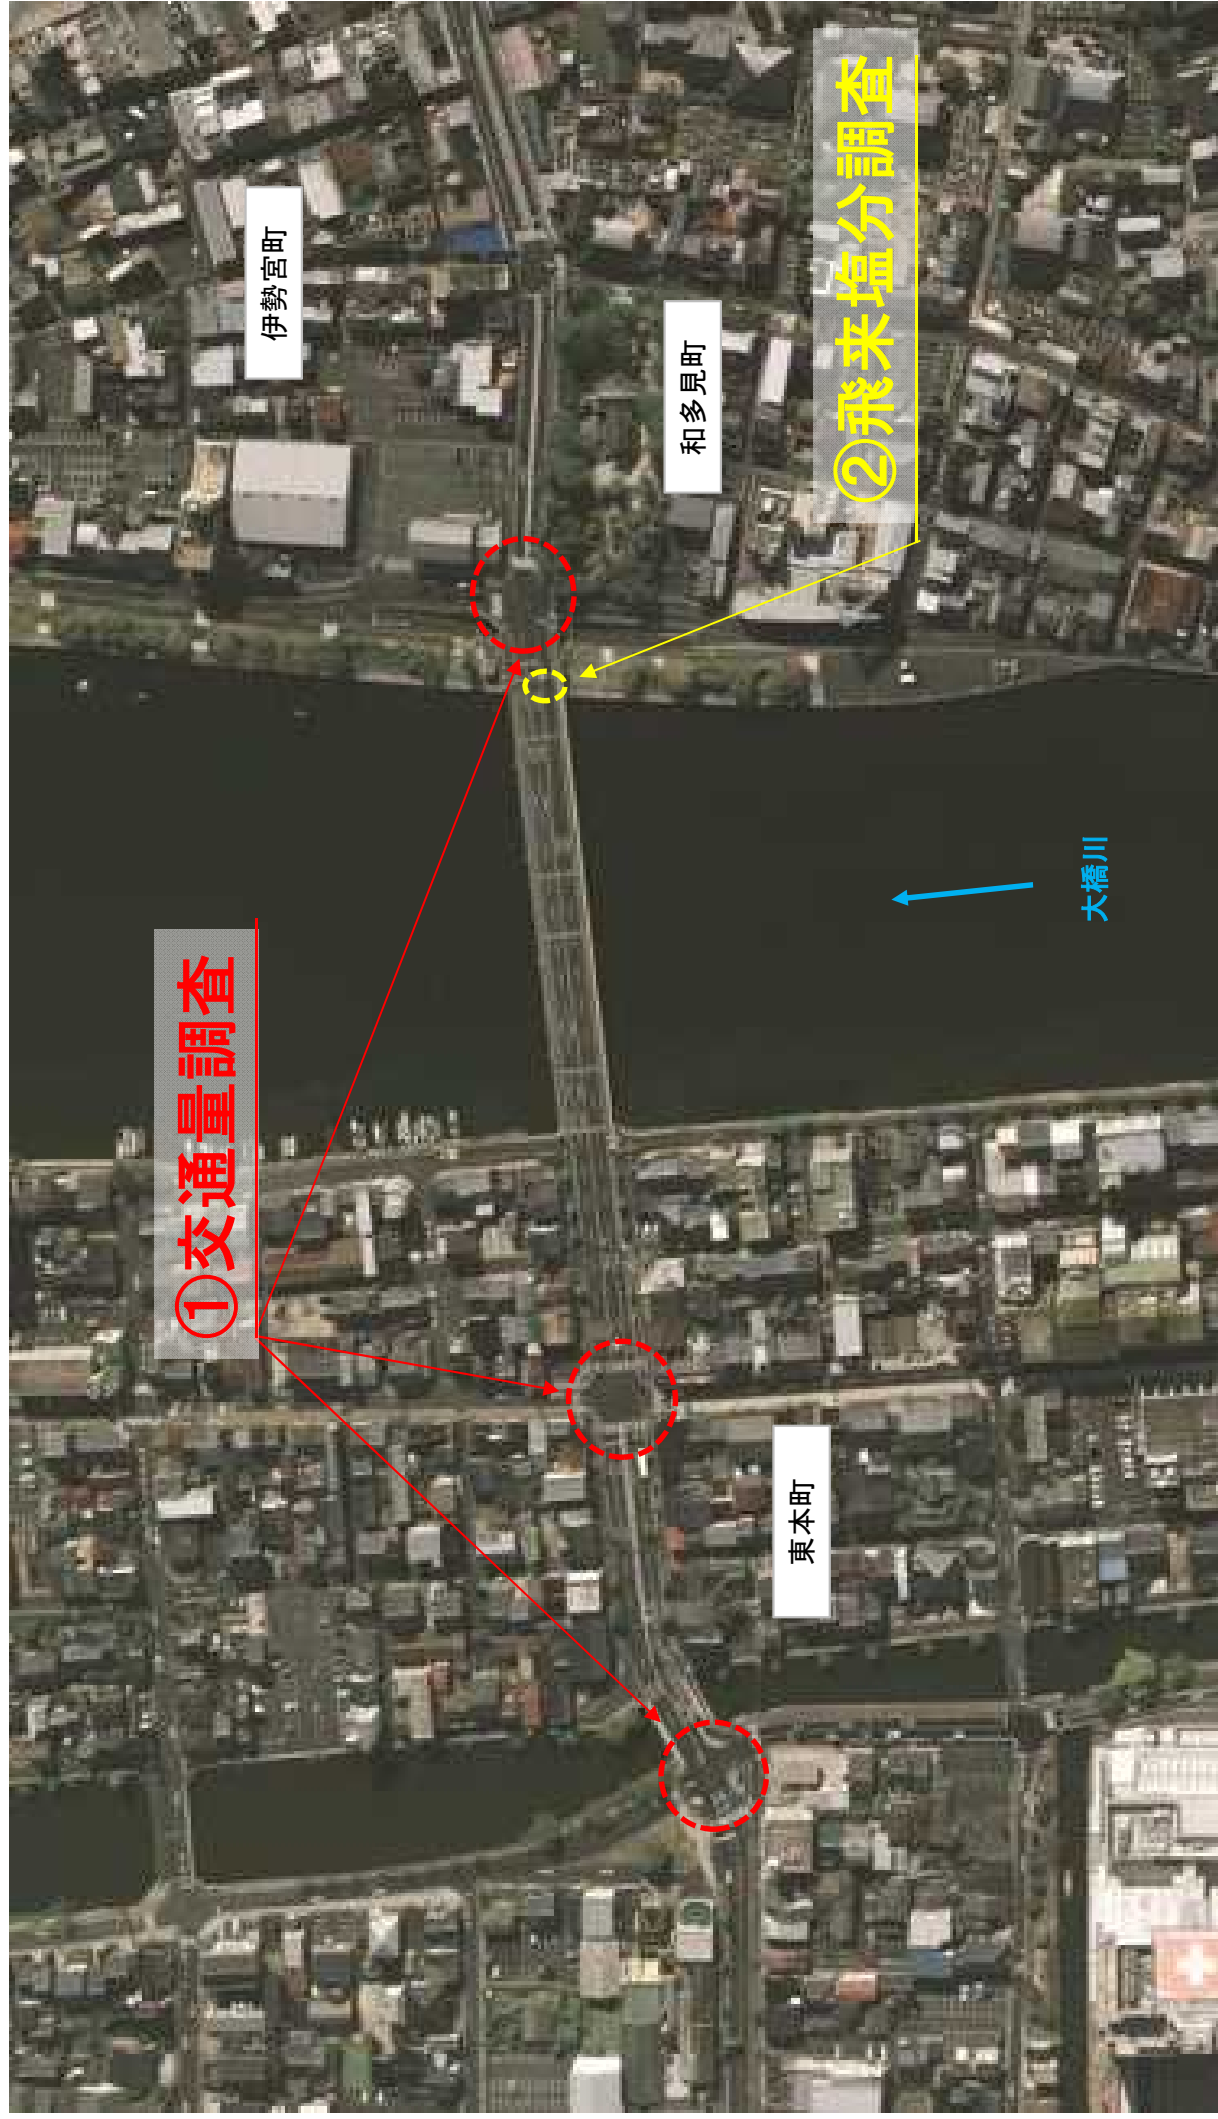 ①交通量調査
②飛来塩分調査
伊勢宮町
和多見町
東本町
大橋川